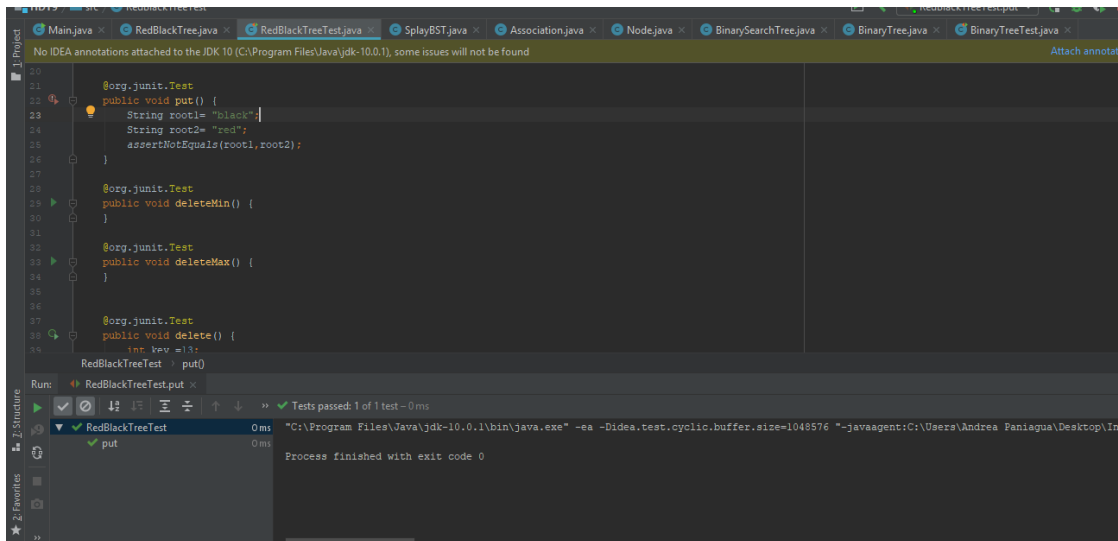 HDT9 src RedBlackTreeTest RedBlackTreeTest.put
Main.java RedBlackTree.java RedBlackTreeTest.java SplayBST.java Association.java Node.java BinarySearchTree.java BinaryTree.java BinaryTreeTest.java
No IDEA annotations attached to the JDK 10 (C:\Program Files\Java\jdk-10.0.1), some issues will not be found Attach annotat
1: Project
20
21 @org.junit.Test
22 public void put() {
23 String root1= "black";
24 String root2= "red";
25 assertNotEquals(root1,root2);
26 }
27
28 @org.junit.Test
29 public void deleteMin() {
30 }
31
32 @org.junit.Test
33 public void deleteMax() {
34 }
35
36
37 @org.junit.Test
38 public void delete() {
39 int key =13;
RedBlackTreeTest › put()
Run: RedBlackTreeTest.put
» Tests passed: 1 of 1 test – 0 ms
RedBlackTreeTest 0 ms
put 0 ms
"C:\Program Files\Java\jdk-10.0.1\bin\java.exe" -ea -Didea.test.cyclic.buffer.size=1048576 "-javaagent:C:\Users\Andrea Paniagua\Desktop\In
Process finished with exit code 0
7: Structure
2: Favorites
»